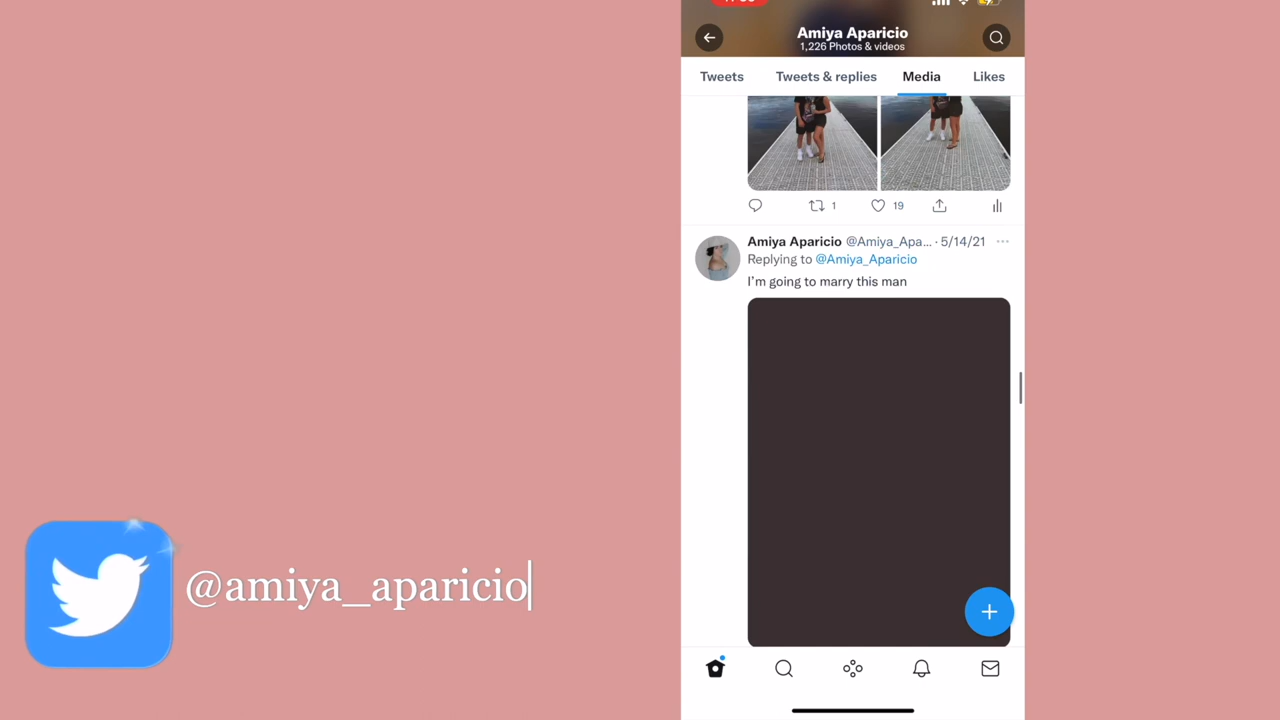 Amiya Aparicio
1,226 Photos & videos
Tweets Tweets & replies Media Likes
1 19
Amiya Aparicio @Amiya_Apa... · 5/14/21
Replying to @Amiya_Aparicio
I'm going to marry this man
@amiya_aparicio